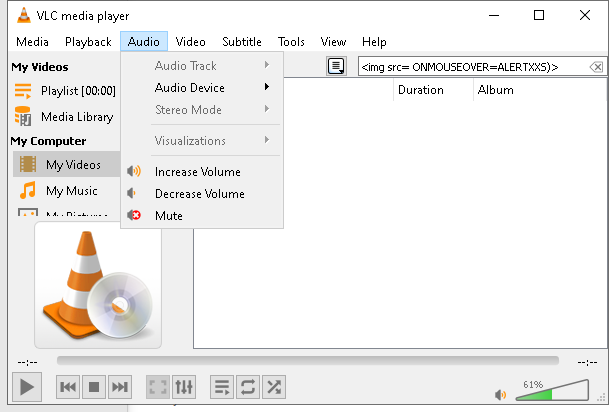 VLC media player
Media Playback Audio Video Subtitle Tools View Help
My Videos
Audio Track
<img src= ONMOUSEOVER=ALERTXXS)>
Playlist [00:00]
Audio Device
Duration
Album
Media Library
Stereo Mode
My Computer
Visualizations
My Videos
Increase Volume
My Music
Decrease Volume
My Pictures
Mute
--:--
--:--
61%